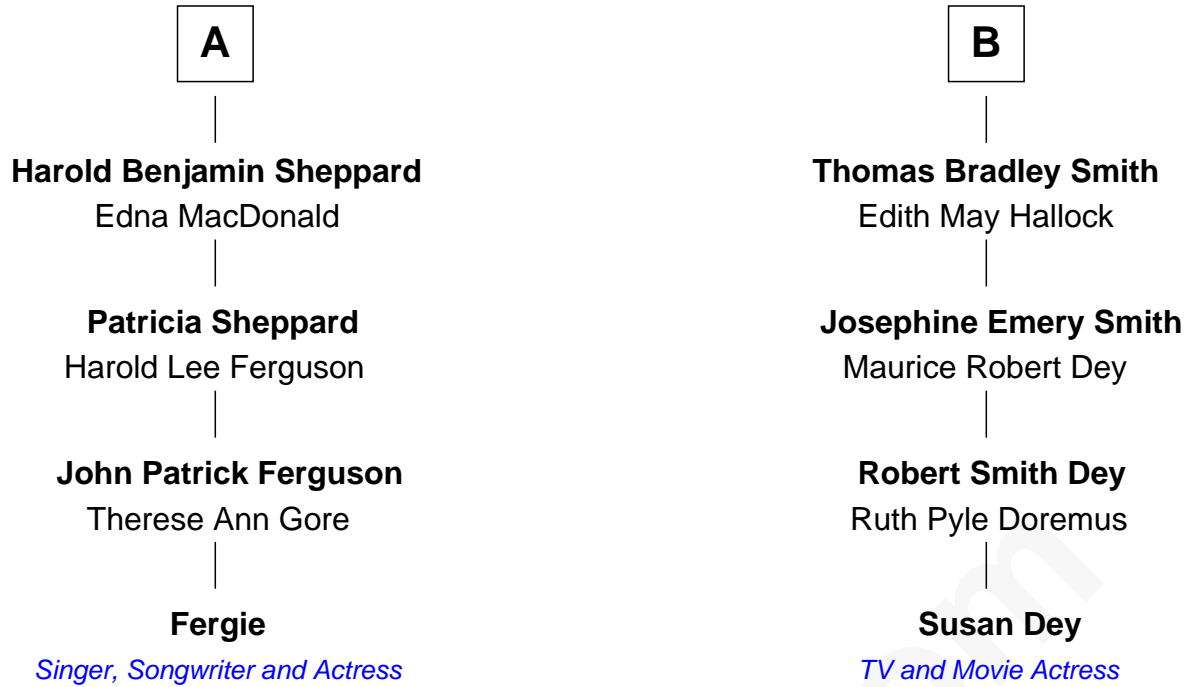 A
Harold Benjamin Sheppard
Edna MacDonald
Patricia Sheppard
Harold Lee Ferguson
John Patrick Ferguson
Therese Ann Gore
Fergie
Singer, Songwriter and Actress
B
Thomas Bradley Smith
Edith May Hallock
Josephine Emery Smith
Maurice Robert Dey
Robert Smith Dey
Ruth Pyle Doremus
Susan Dey
TV and Movie Actress